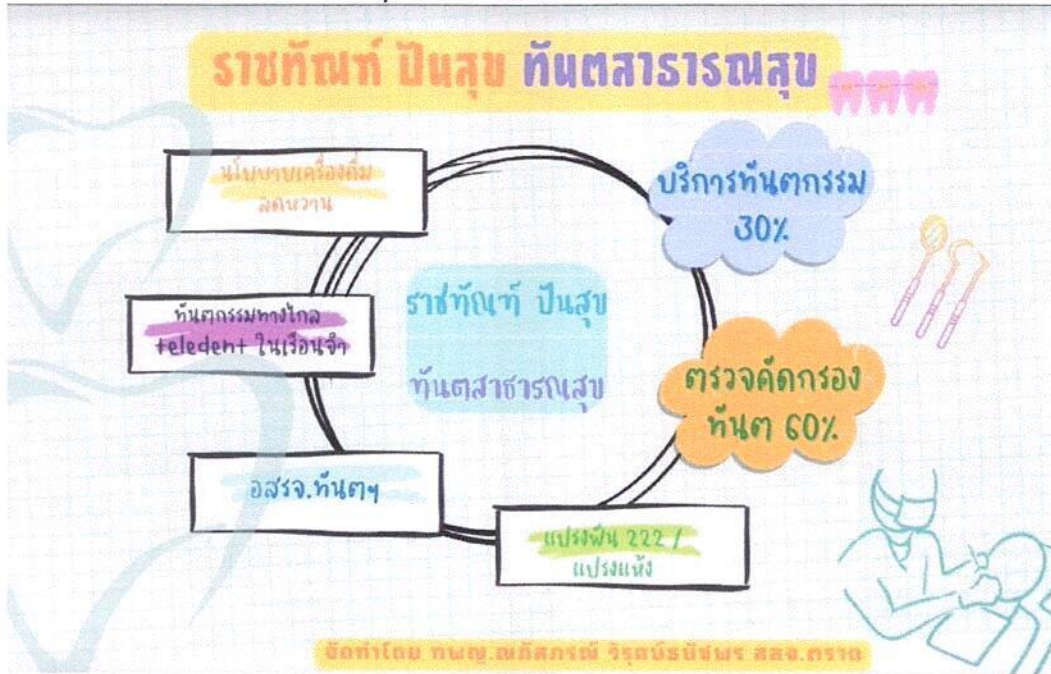 ราชทัณฑ์ ปันสุข ทันตสาธารณสุข
นโยบายเครื่องดื่ม
ลดหวาน
บริการทันตกรรม
30%
ทันตกรรมทางไกล
teledent ในเรือนจำ
ราชทัณฑ์ ปันสุข
ทันตสาธารณสุข
ตรวจคัดกรอง
ทันต 60%
อสรจ.ทันตฯ
แปรงฟัน 222 /
แปรงแห้ง
จัดทำโดย ทพญ. สสจ.ตราด